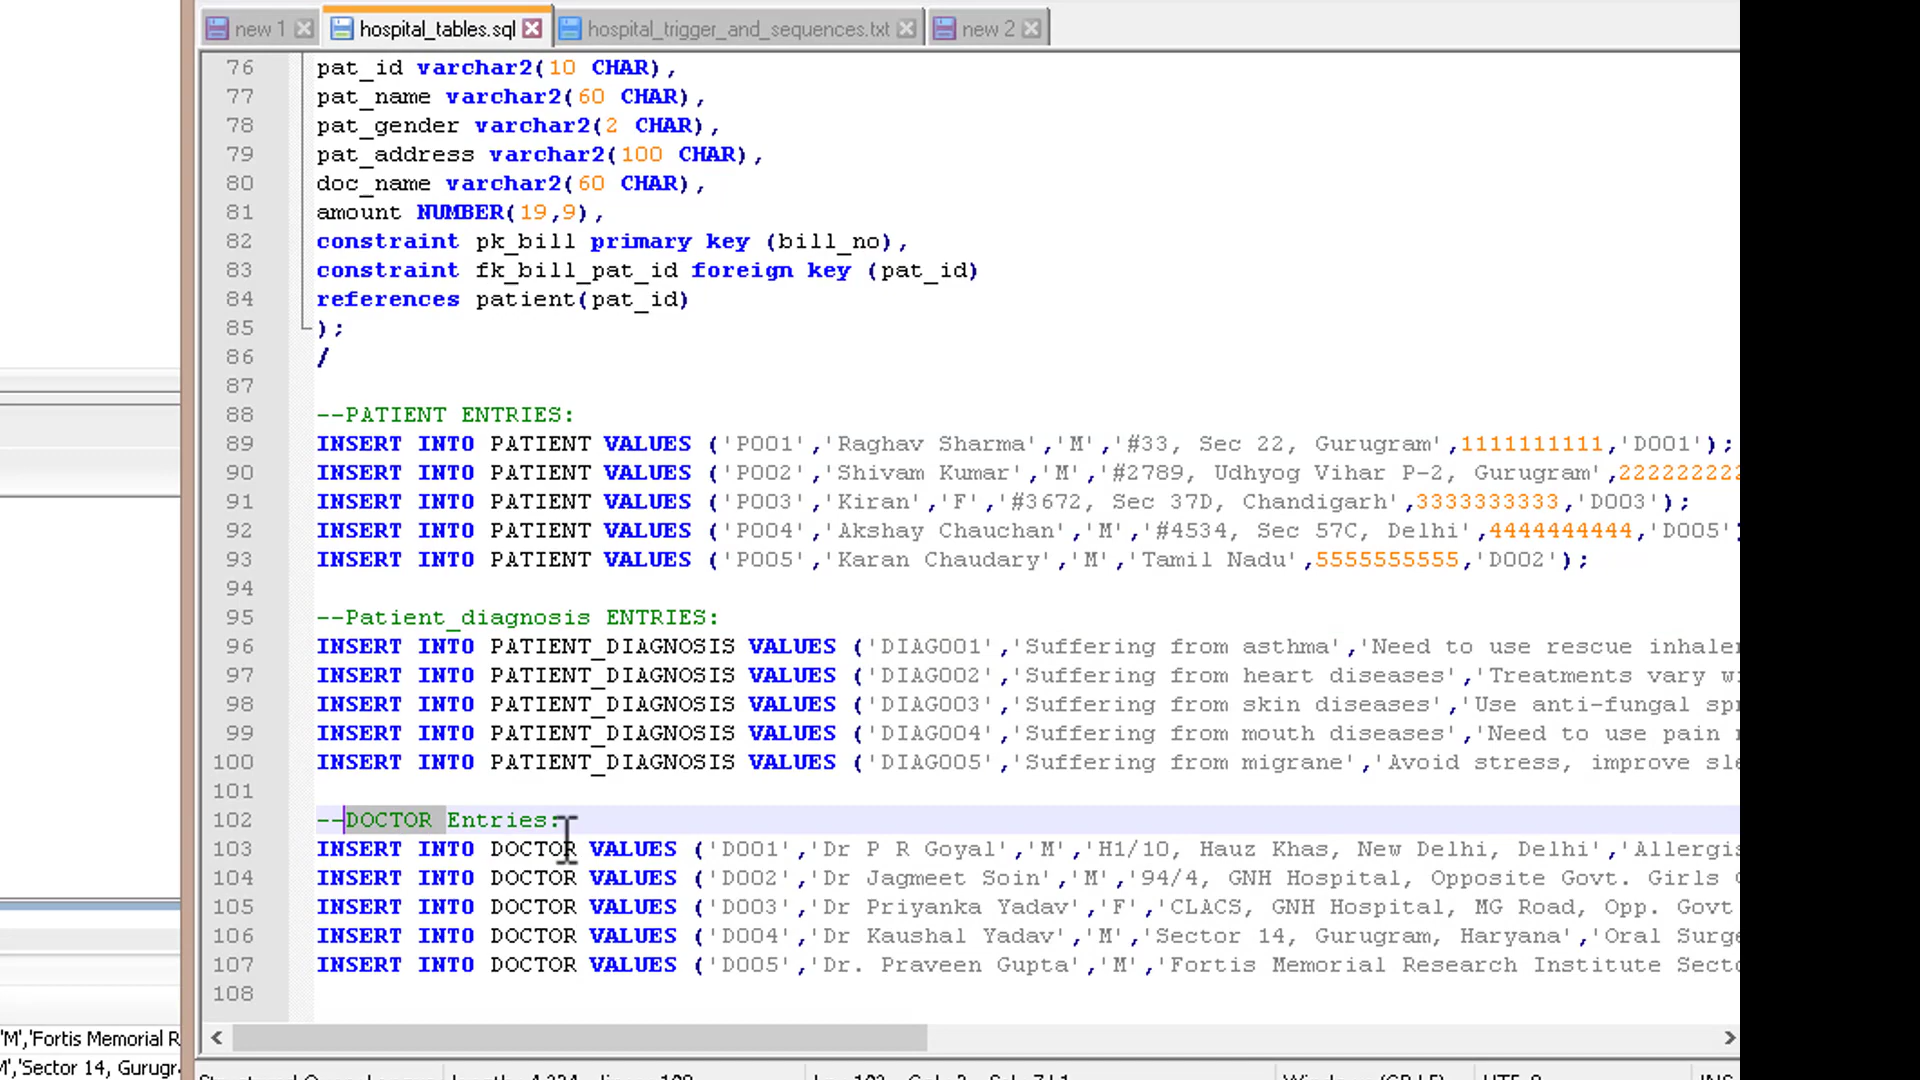 new 1 hospital_tables.sql hospital_trigger_and_sequences.txt new 2
76 pat_id varchar2(10 CHAR),
77 pat_name varchar2(60 CHAR),
78 pat_gender varchar2(2 CHAR),
79 pat_address varchar2(100 CHAR),
80 doc_name varchar2(60 CHAR),
81 amount NUMBER(19,9),
82 constraint pk_bill primary key (bill_no),
83 constraint fk_bill_pat_id foreign key (pat_id)
84 references patient(pat_id)
85 );
86 /
87
88 --PATIENT ENTRIES:
89 INSERT INTO PATIENT VALUES ('P001','Raghav Sharma','M','#33, Sec 22, Gurugram',1111111111,'D001');
90 INSERT INTO PATIENT VALUES ('P002','Shivam Kumar','M','#2789, Udhyog Vihar P-2, Gurugram',222222222
91 INSERT INTO PATIENT VALUES ('P003','Kiran','F','#3672, Sec 37D, Chandigarh',3333333333,'D003');
92 INSERT INTO PATIENT VALUES ('P004','Akshay Chauchan','M','#4534, Sec 57C, Delhi',4444444444,'D005'
93 INSERT INTO PATIENT VALUES ('P005','Karan Chaudary','M','Tamil Nadu',5555555555,'D002');
94
95 --Patient_diagnosis ENTRIES:
96 INSERT INTO PATIENT_DIAGNOSIS VALUES ('DIAG001','Suffering from asthma','Need to use rescue inhaler
97 INSERT INTO PATIENT_DIAGNOSIS VALUES ('DIAG002','Suffering from heart diseases','Treatments vary w
98 INSERT INTO PATIENT_DIAGNOSIS VALUES ('DIAG003','Suffering from skin diseases','Use anti-fungal sp
99 INSERT INTO PATIENT_DIAGNOSIS VALUES ('DIAG004','Suffering from mouth diseases','Need to use pain
100 INSERT INTO PATIENT_DIAGNOSIS VALUES ('DIAG005','Suffering from migrane','Avoid stress, improve sle
101
102 --DOCTOR Entries:
103 INSERT INTO DOCTOR VALUES ('D001','Dr P R Goyal','M','H1/10, Hauz Khas, New Delhi, Delhi','Allergis
104 INSERT INTO DOCTOR VALUES ('D002','Dr Jagmeet Soin','M','94/4, GNH Hospital, Opposite Govt. Girls
105 INSERT INTO DOCTOR VALUES ('D003','Dr Priyanka Yadav','F','CLACS, GNH Hospital, MG Road, Opp. Govt
106 INSERT INTO DOCTOR VALUES ('D004','Dr Kaushal Yadav','M','Sector 14, Gurugram, Haryana','Oral Surge
107 INSERT INTO DOCTOR VALUES ('D005','Dr. Praveen Gupta','M','Fortis Memorial Research Institute Secto
108
'M','Fortis Memorial R
M','Sector 14, Gurugr